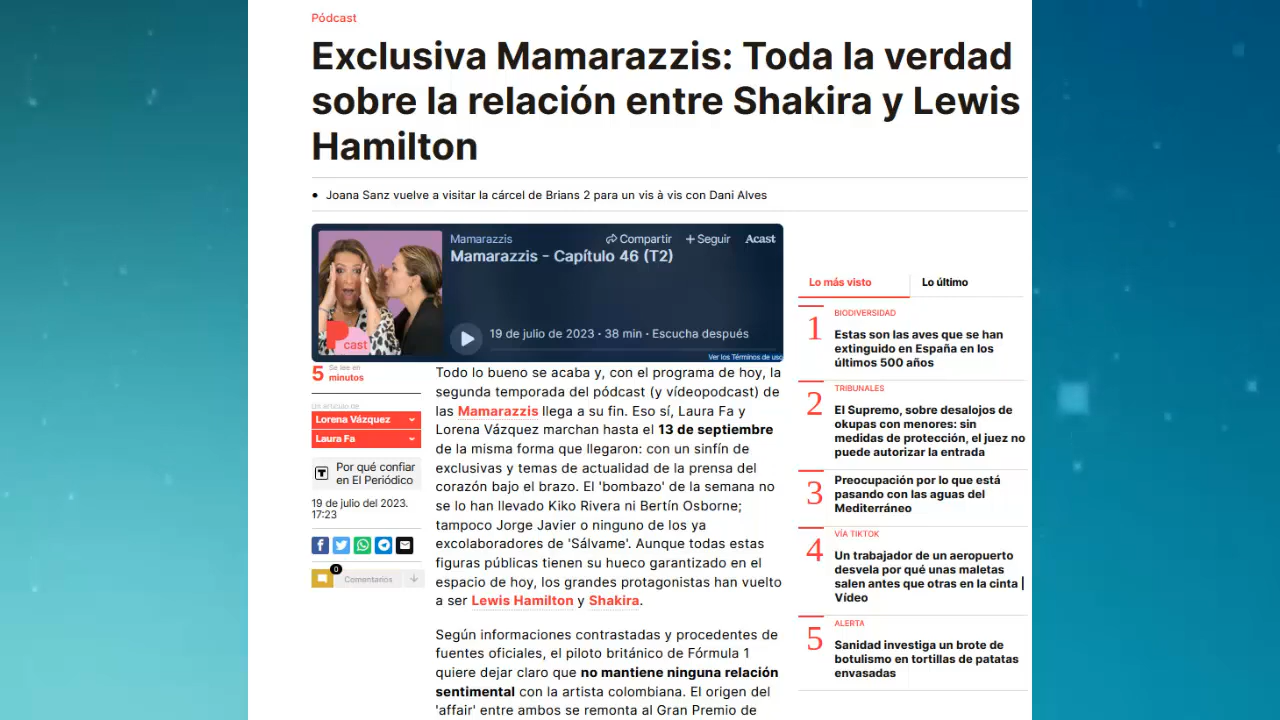 Pódcast
Exclusiva Mamarazzis: Toda la verdad
sobre la relación entre Shakira y Lewis
Hamilton
Joana Sanz vuelve a visitar la cárcel de Brians 2 para un vis à vis con Dani Alves
Mamarazzis
Compartir
Seguir
Acast
Mamarazzis - Capítulo 46 (T2)
cast
19 de julio de 2023 · 38 min · Escucha después
Ver los Términos de uso
5 Se lee en
minutos
Un artículo de
Lorena Vázquez
Laura Fa
Por qué confiar
en El Periódico
19 de julio del 2023.
17:23
0
Comentarios
Todo lo bueno se acaba y, con el programa de hoy, la
segunda temporada del pódcast (y vídeopodcast) de
las Mamarazzis llega a su fin. Eso sí, Laura Fa y
Lorena Vázquez marchan hasta el 13 de septiembre
de la misma forma que llegaron: con un sinfín de
exclusivas y temas de actualidad de la prensa del
corazón bajo el brazo. El 'bombazo' de la semana no
se lo han llevado Kiko Rivera ni Bertín Osborne;
tampoco Jorge Javier o ninguno de los ya
excolaboradores de 'Sálvame'. Aunque todas estas
figuras públicas tienen su hueco garantizado en el
espacio de hoy, los grandes protagonistas han vuelto
a ser Lewis Hamilton y Shakira.
Según informaciones contrastadas y procedentes de
fuentes oficiales, el piloto británico de Fórmula 1
quiere dejar claro que no mantiene ninguna relación
sentimental con la artista colombiana. El origen del
'affair' entre ambos se remonta al Gran Premio de
Lo más visto
Lo último
1
BIODIVERSIDAD
Estas son las aves que se han
extinguido en España en los
últimos 500 años
2
TRIBUNALES
El Supremo, sobre desalojos de
okupas con menores: sin
medidas de protección, el juez no
puede autorizar la entrada
3
Preocupación por lo que está
pasando con las aguas del
Mediterráneo
4
VÍA TIKTOK
Un trabajador de un aeropuerto
desvela por qué unas maletas
salen antes que otras en la cinta |
Vídeo
5
ALERTA
Sanidad investiga un brote de
botulismo en tortillas de patatas
envasadas